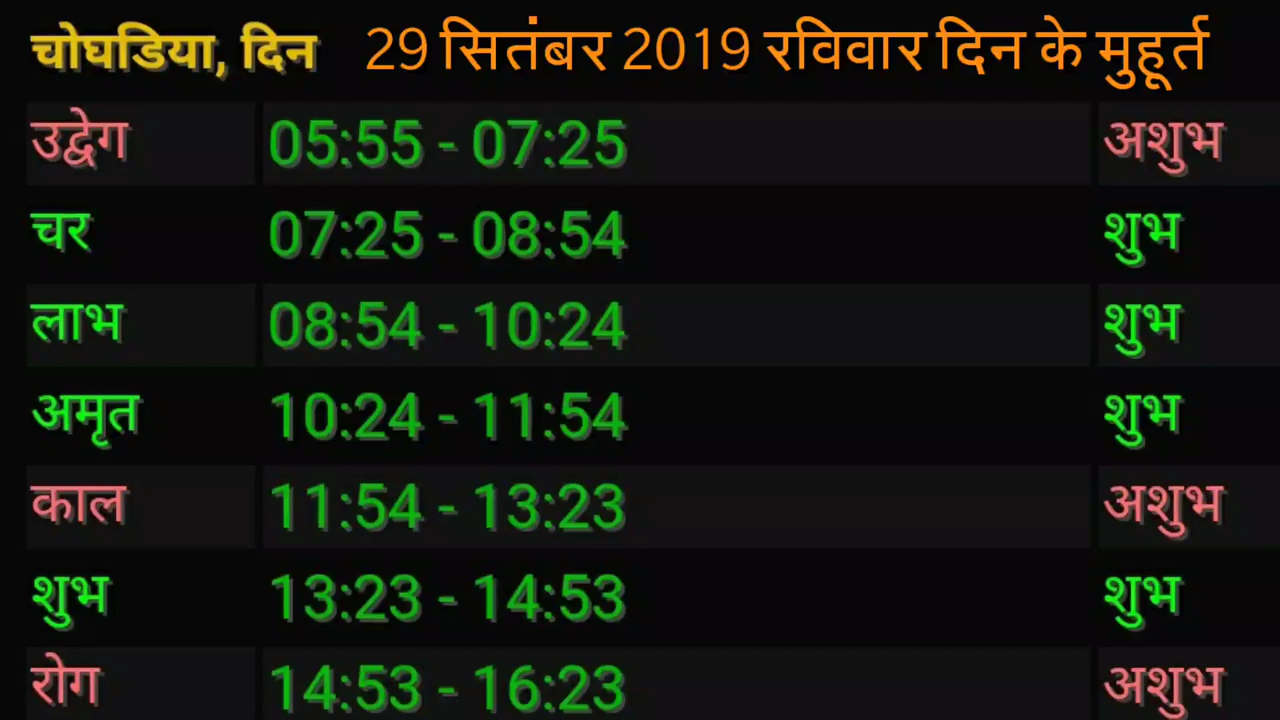 चोघडिया, दिन 29 सितंबर 2019 रविवार दिन के मुहूर्त
उद्वेग 05:55 - 07:25 अशुभ
चर 07:25 - 08:54 शुभ
लाभ 08:54 - 10:24 शुभ
अमृत 10:24 - 11:54 शुभ
काल 11:54 - 13:23 अशुभ
शुभ 13:23 - 14:53 शुभ
रोग 14:53 - 16:23 अशुभ